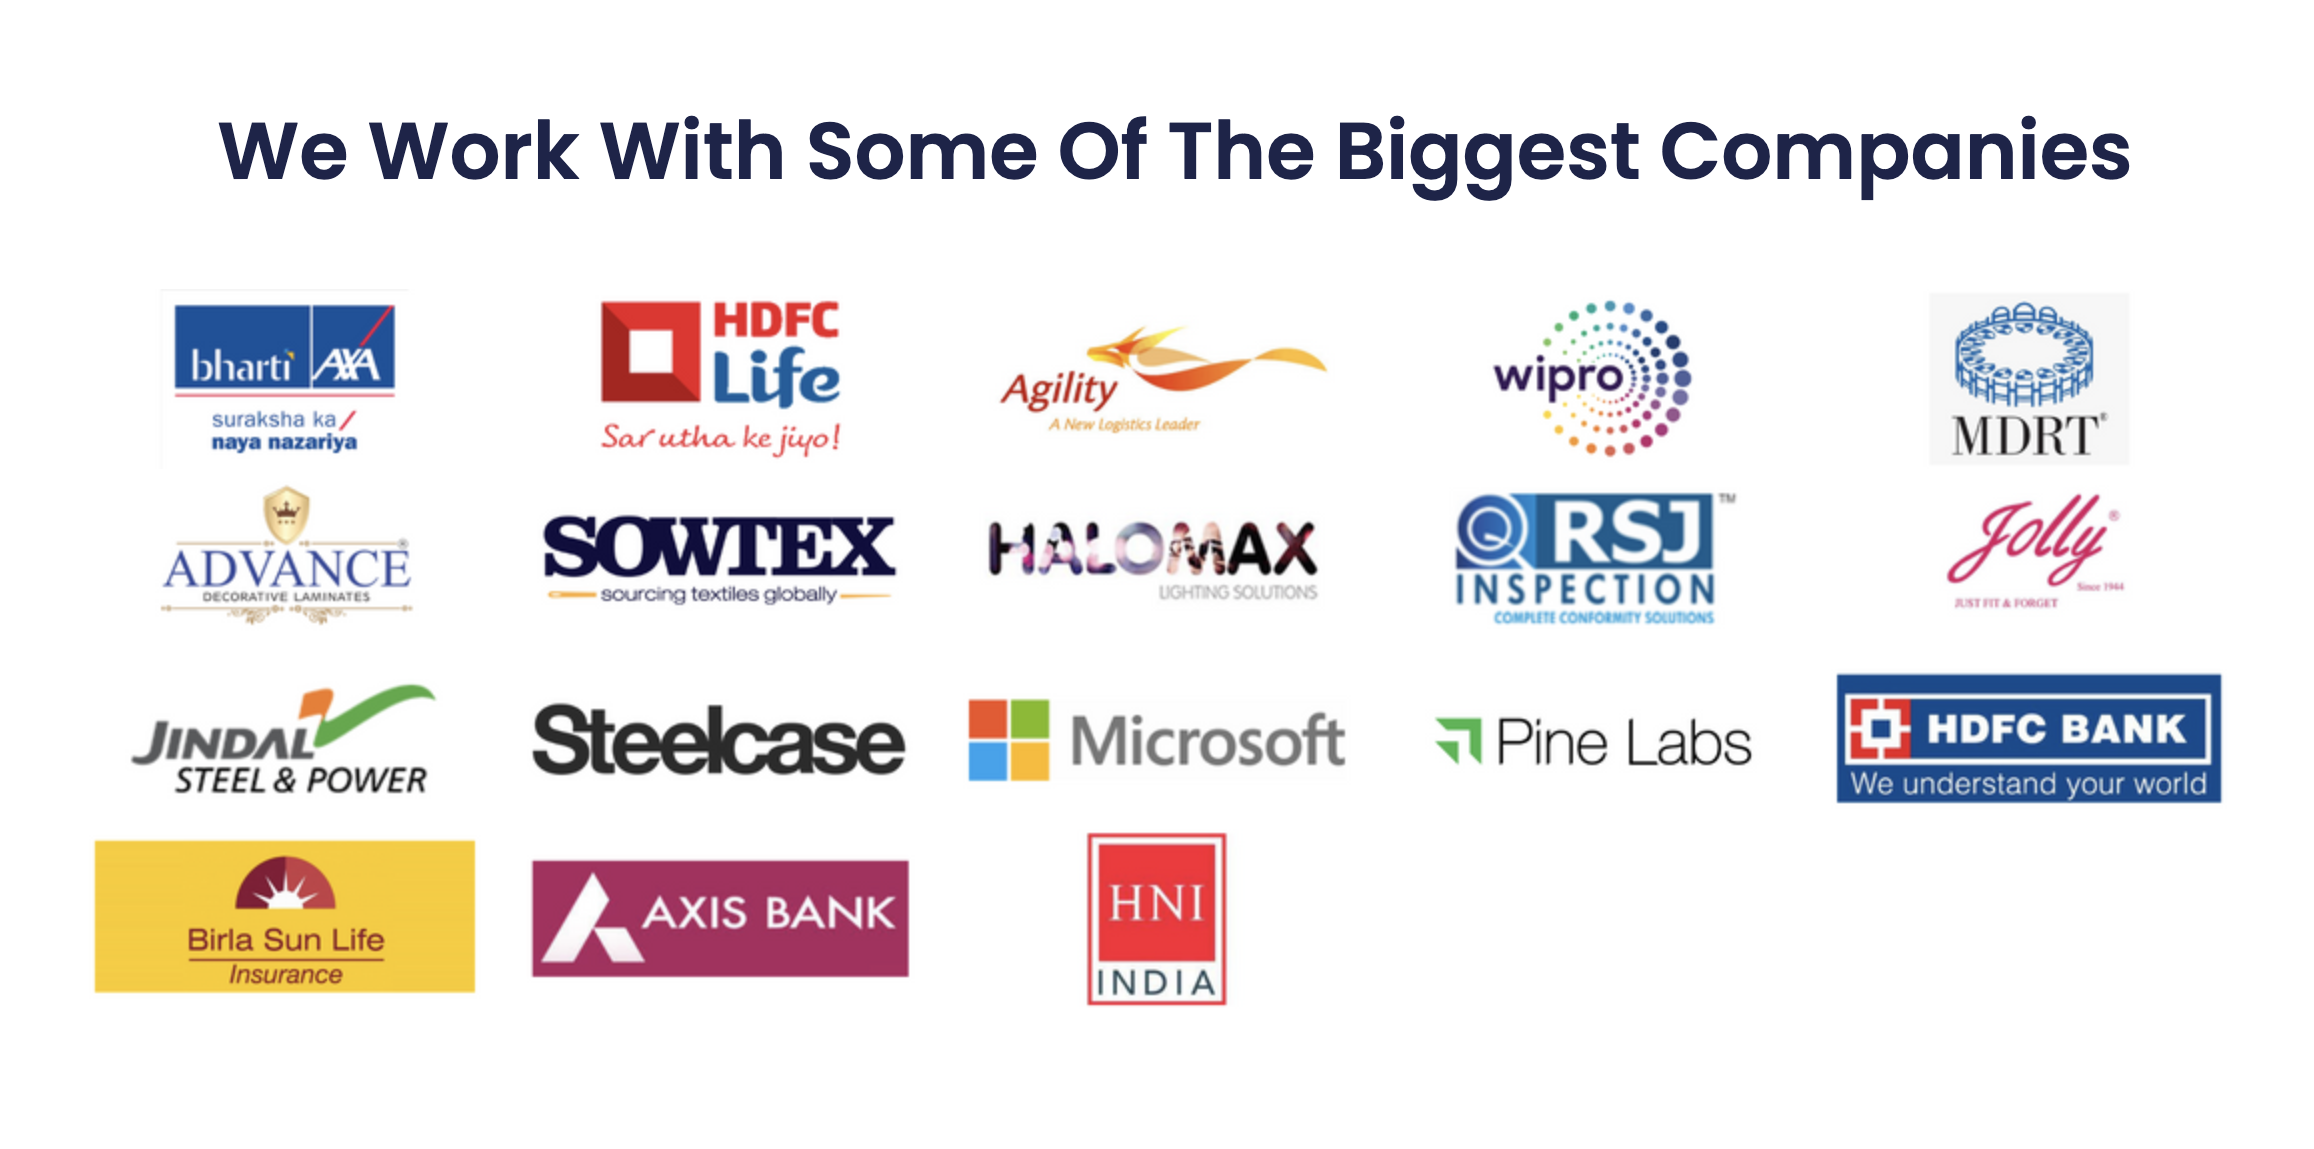 We Work With Some Of The Biggest Companies
bharti AXA
suraksha ka
naya nazariya
HDFC
Life
Sar utha ke jiyo!
Agility
A New Logistics Leader
wipro
MDRT®
ADVANCE®
DECORATIVE LAMINATES
SOWTEX
sourcing textiles globally
HALOMAX
LIGHTING SOLUTIONS
RSJ™
INSPECTION
COMPLETE CONFORMITY SOLUTIONS
Jolly®
Since 1944
JUST FIT & FORGET
JINDAL
STEEL & POWER
Steelcase
Microsoft
Pine Labs
HDFC BANK
We understand your world
Birla Sun Life
Insurance
AXIS BANK
HNI
INDIA